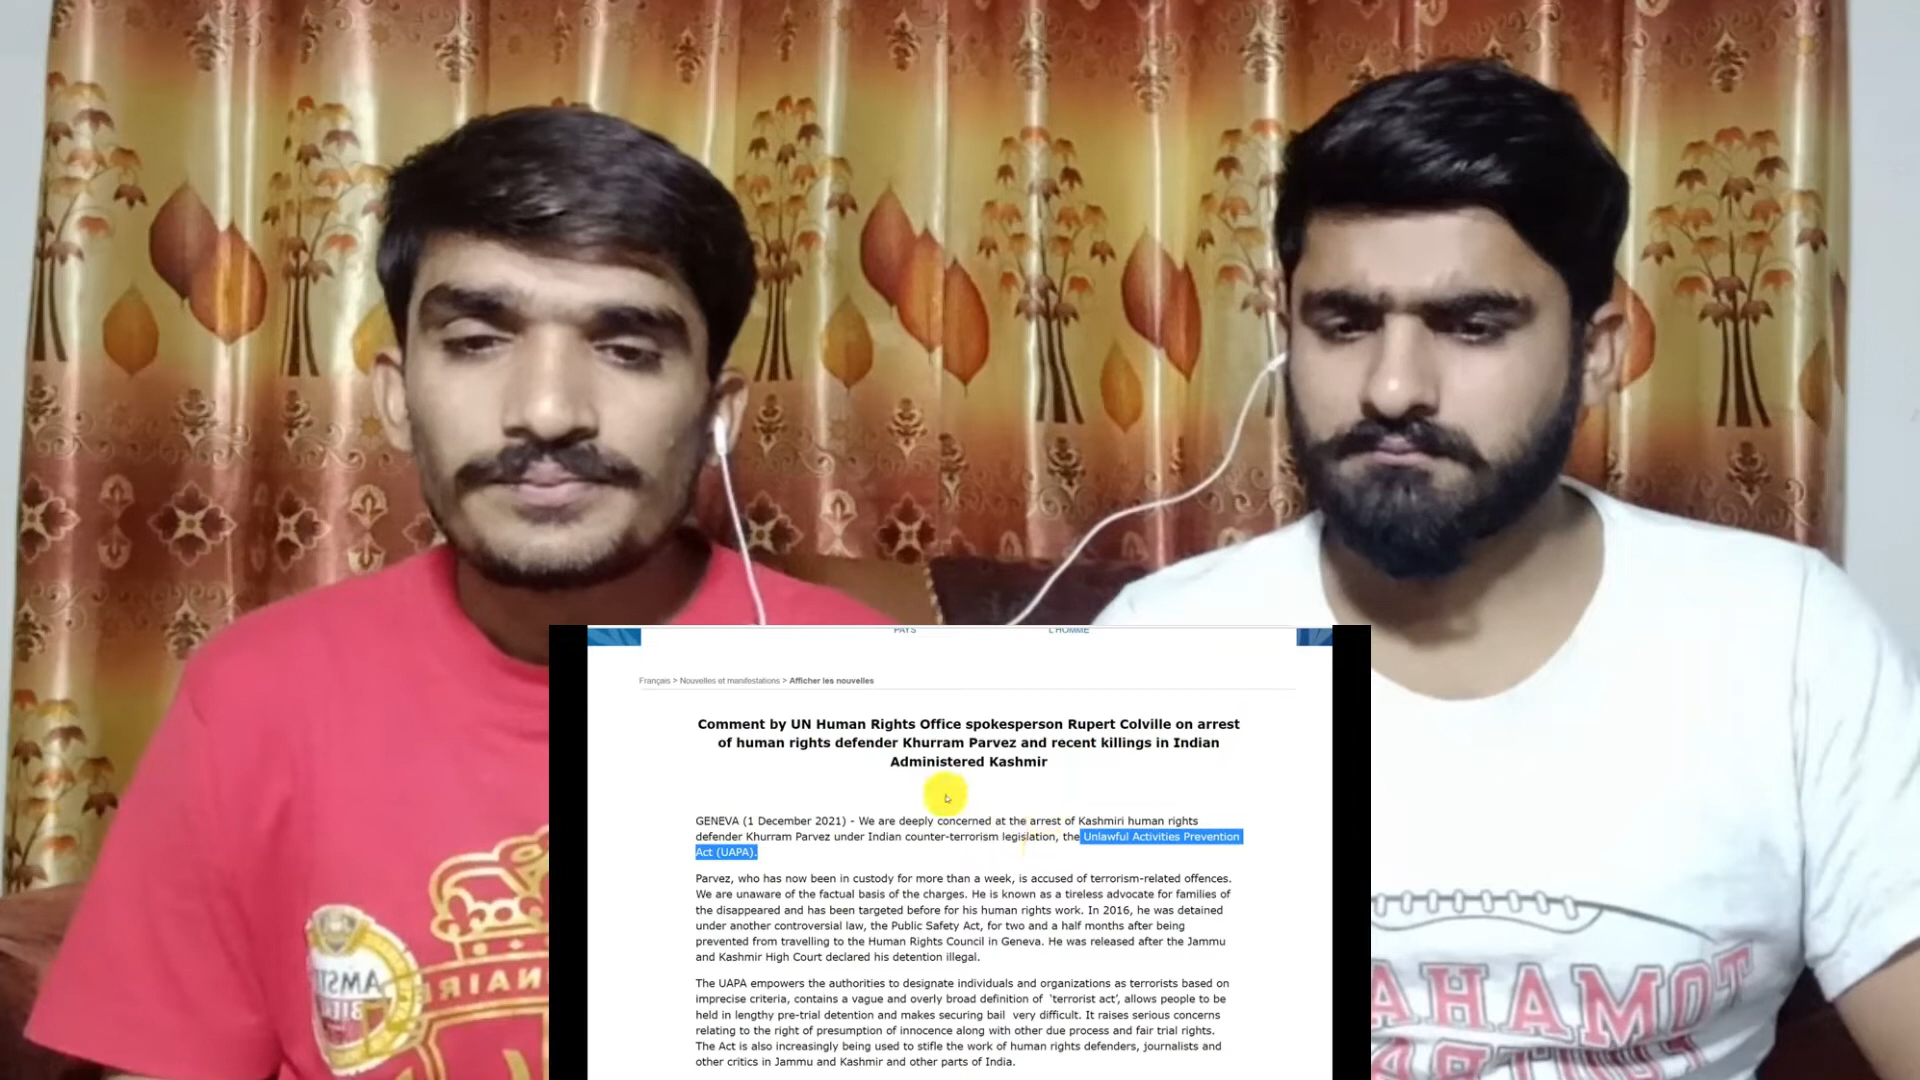 PAYS L'HOMME
Français > Nouvelles et manifestations > Afficher les nouvelles
Comment by UN Human Rights Office spokesperson Rupert Colville on arrest
of human rights defender Khurram Parvez and recent killings in Indian
Administered Kashmir
GENEVA (1 December 2021) - We are deeply concerned at the arrest of Kashmiri human rights
defender Khurram Parvez under Indian counter-terrorism legislation, the Unlawful Activities Prevention
Act (UAPA).
Parvez, who has now been in custody for more than a week, is accused of terrorism-related offences.
We are unaware of the factual basis of the charges. He is known as a tireless advocate for families of
the disappeared and has been targeted before for his human rights work. In 2016, he was detained
under another controversial law, the Public Safety Act, for two and a half months after being
prevented from travelling to the Human Rights Council in Geneva. He was released after the Jammu
and Kashmir High Court declared his detention illegal.
The UAPA empowers the authorities to designate individuals and organizations as terrorists based on
imprecise criteria, contains a vague and overly broad definition of 'terrorist act', allows people to be
held in lengthy pre-trial detention and makes securing bail very difficult. It raises serious concerns
relating to the right of presumption of innocence along with other due process and fair trial rights.
The Act is also increasingly being used to stifle the work of human rights defenders, journalists and
other critics in Jammu and Kashmir and other parts of India.
AMST
BIER
NAIRE
AHAMOT